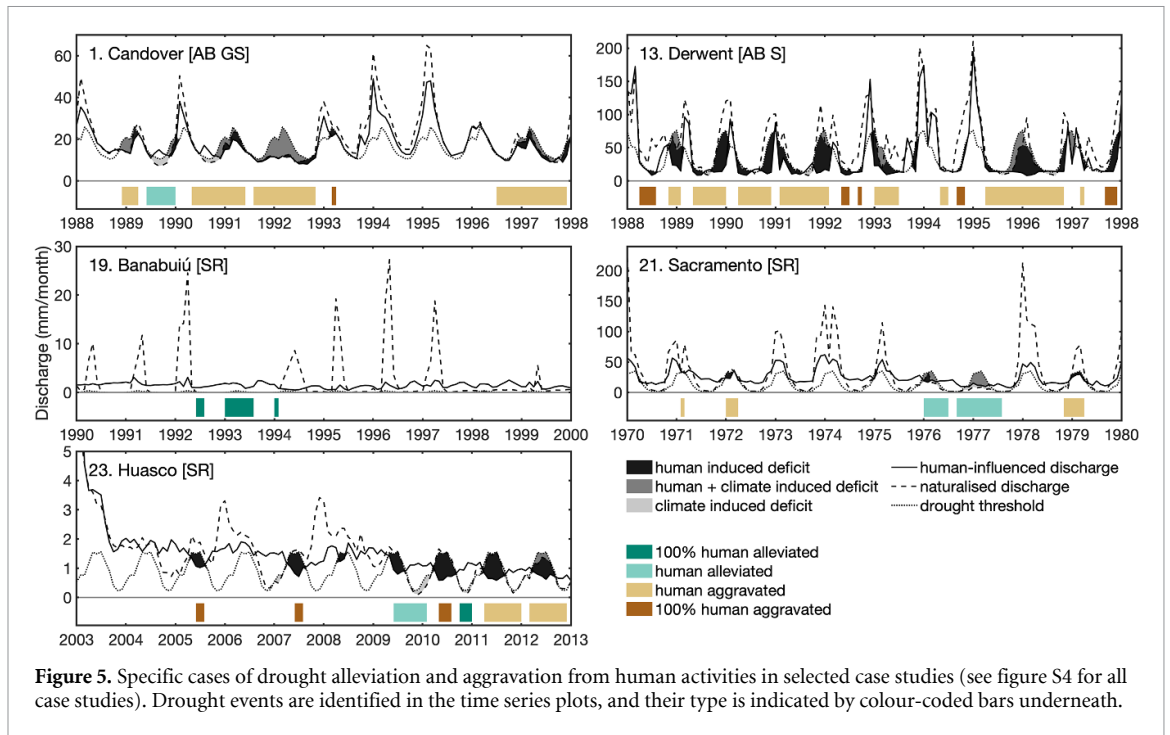 1. Candover [AB GS]
60
40
20
0
1988 1989 1990 1991 1992 1993 1994 1995 1996 1997 1998
13. Derwent [AB S]
200
150
100
50
0
1988 1989 1990 1991 1992 1993 1994 1995 1996 1997 1998
Discharge (mm/month)
19. Banabuiú [SR]
30
20
10
0
1990 1991 1992 1993 1994 1995 1996 1997 1998 1999 2000
21. Sacramento [SR]
200
150
100
50
0
1970 1971 1972 1973 1974 1975 1976 1977 1978 1979 1980
23. Huasco [SR]
5
4
3
2
1
0
2003 2004 2005 2006 2007 2008 2009 2010 2011 2012 2013
human induced deficit
human + climate induced deficit
climate induced deficit
human-influenced discharge
naturalised discharge
drought threshold
100% human alleviated
human alleviated
human aggravated
100% human aggravated
Figure 5. Specific cases of drought alleviation and aggravation from human activities in selected case studies (see figure S4 for all
case studies). Drought events are identified in the time series plots, and their type is indicated by colour-coded bars underneath.